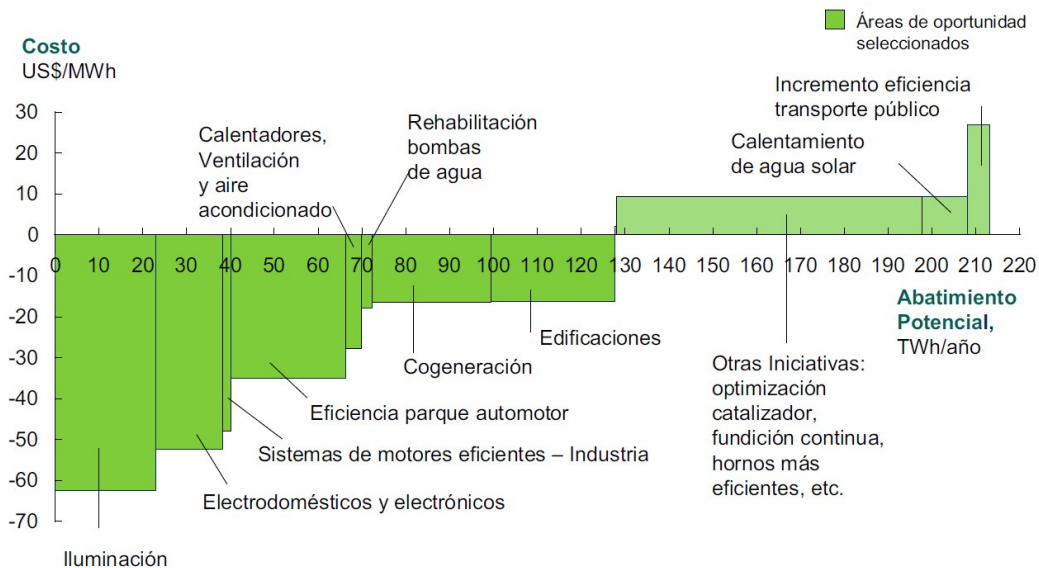 Áreas de oportunidad
seleccionados
Costo
US$/MWh
Incremento eficiencia
transporte público
Calentamiento
de agua solar
Rehabilitación
bombas
de agua
Calentadores,
Ventilación
y aire
acondicionado
30
20
10
0
-10
-20
-30
-40
-50
-60
-70
0 10 20 30 40 50 60 70 80 90 100 110 120 130 140 150 160 170 180 190 200 210 220
Abatimiento
Potencial,
TWh/año
Edificaciones
Cogeneración
Eficiencia parque automotor
Sistemas de motores eficientes – Industria
Electrodomésticos y electrónicos
Iluminación
Otras Iniciativas:
optimización
catalizador,
fundición continua,
hornos más
eficientes, etc.